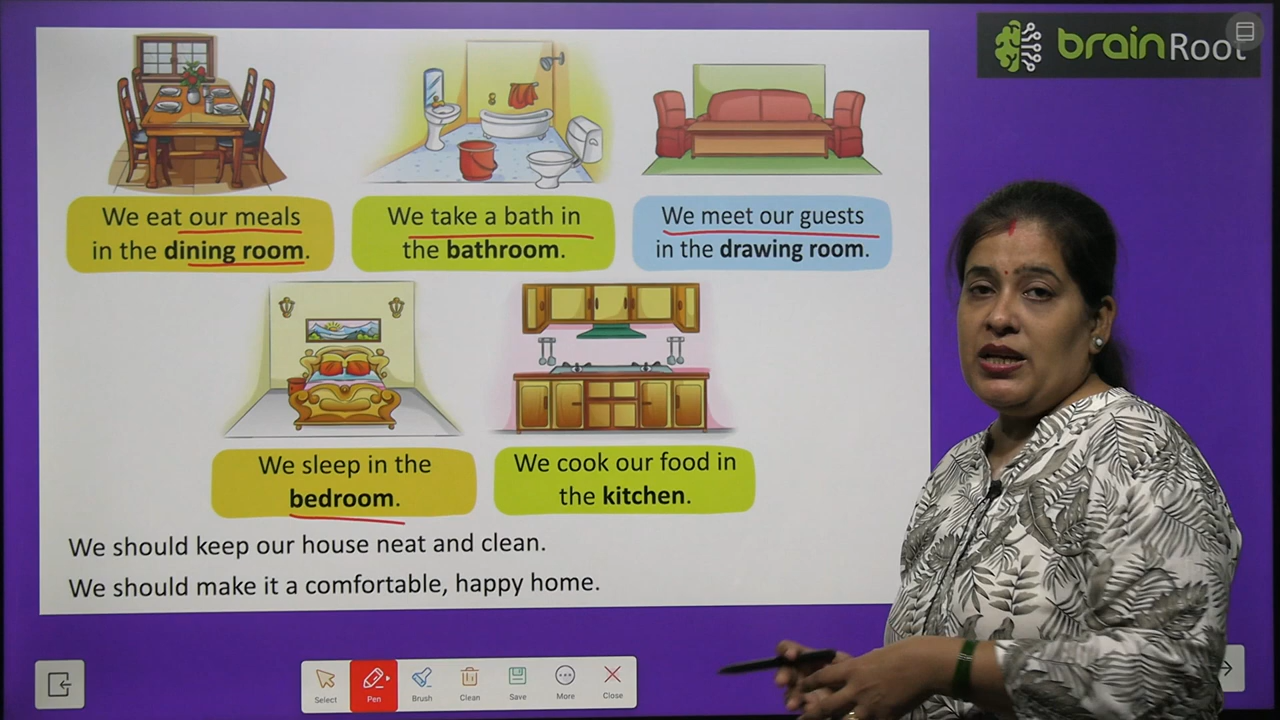 brainRoot
We eat our meals
in the dining room.
We take a bath in
the bathroom.
We meet our guests
in the drawing room.
We sleep in the
bedroom.
We cook our food in
the kitchen.
We should keep our house neat and clean.
We should make it a comfortable, happy home.
Select
Pen
Brush
Clean
Save
More
Close